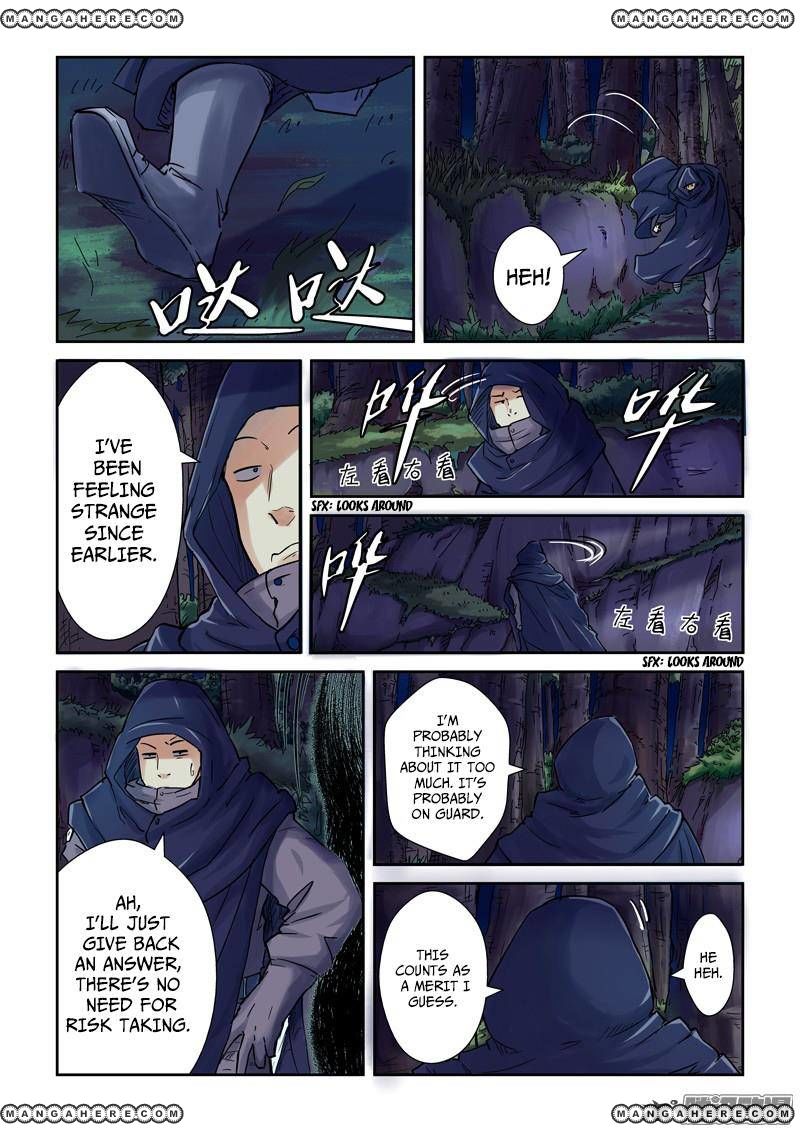 MANGAHERE.COM
MANGAHERE.COM
哒哒
HEH!
I'VE
BEEN
FEELING
STRANGE
SINCE
EARLIER.
哗 哗
左看右看
SFX: LOOKS AROUND
哗
左看右看
SFX: LOOKS AROUND
AH,
I'LL JUST
GIVE BACK
AN ANSWER,
THERE'S NO
NEED FOR
RISK TAKING.
I'M
PROBABLY
THINKING
ABOUT IT TOO
MUCH. IT'S
PROBABLY
ON GUARD.
THIS
COUNTS AS
A MERIT I
GUESS.
HE
HEH.
MANGAHERE.COM
MANGAHERE.COM